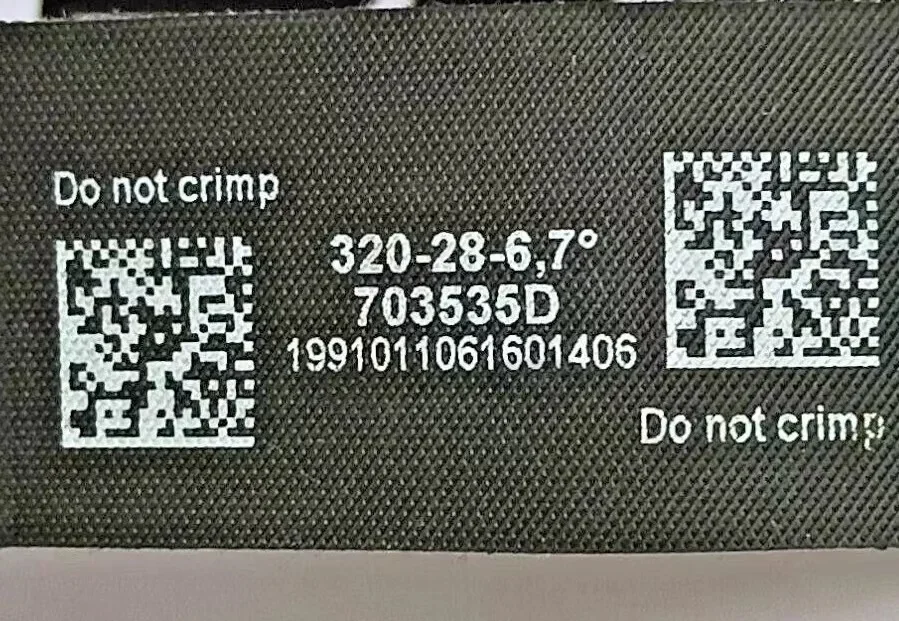 Do not crimp
320-28-6,7°
703535D
1991011061601406
Do not crimp